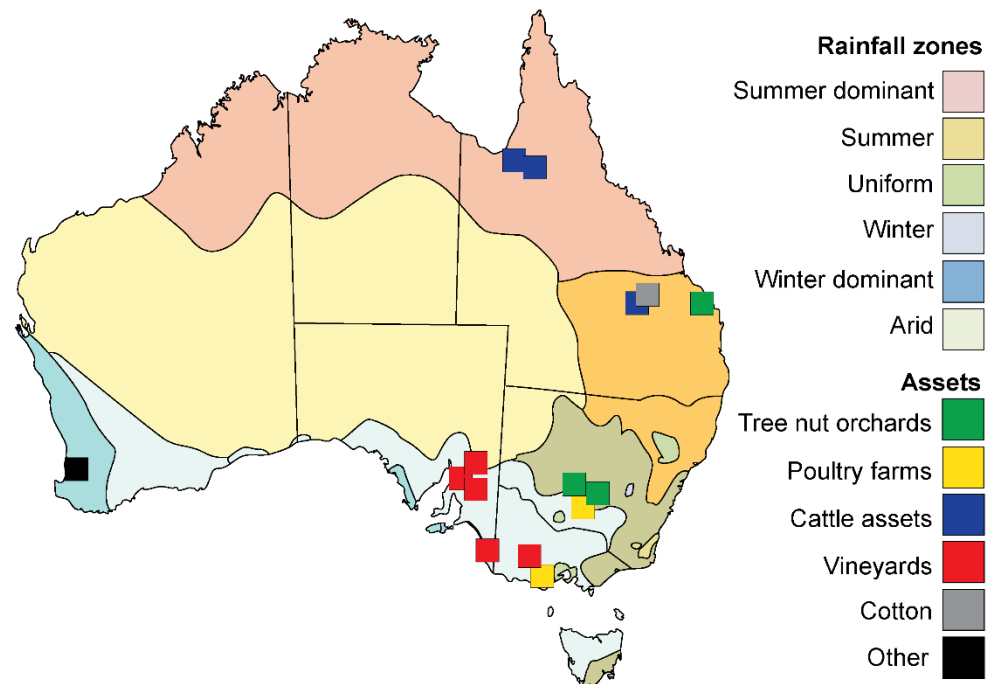 Rainfall zones
Summer dominant
Summer
Uniform
Winter
Winter dominant
Arid
Assets
Tree nut orchards
Poultry farms
Cattle assets
Vineyards
Cotton
Other